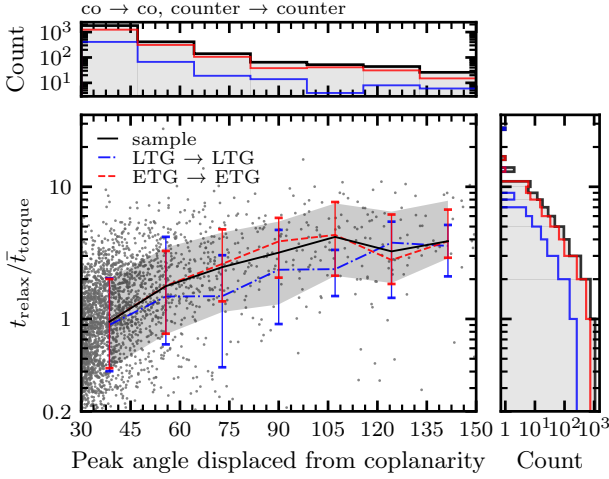 co → co, counter → counter
Count
10³
10²
10¹
sample
LTG → LTG
ETG → ETG
t_relax/t̄_torque
10
1
0.2
30 45 60 75 90 105 120 135 150
Peak angle displaced from coplanarity
1 10¹ 10² 10³
Count